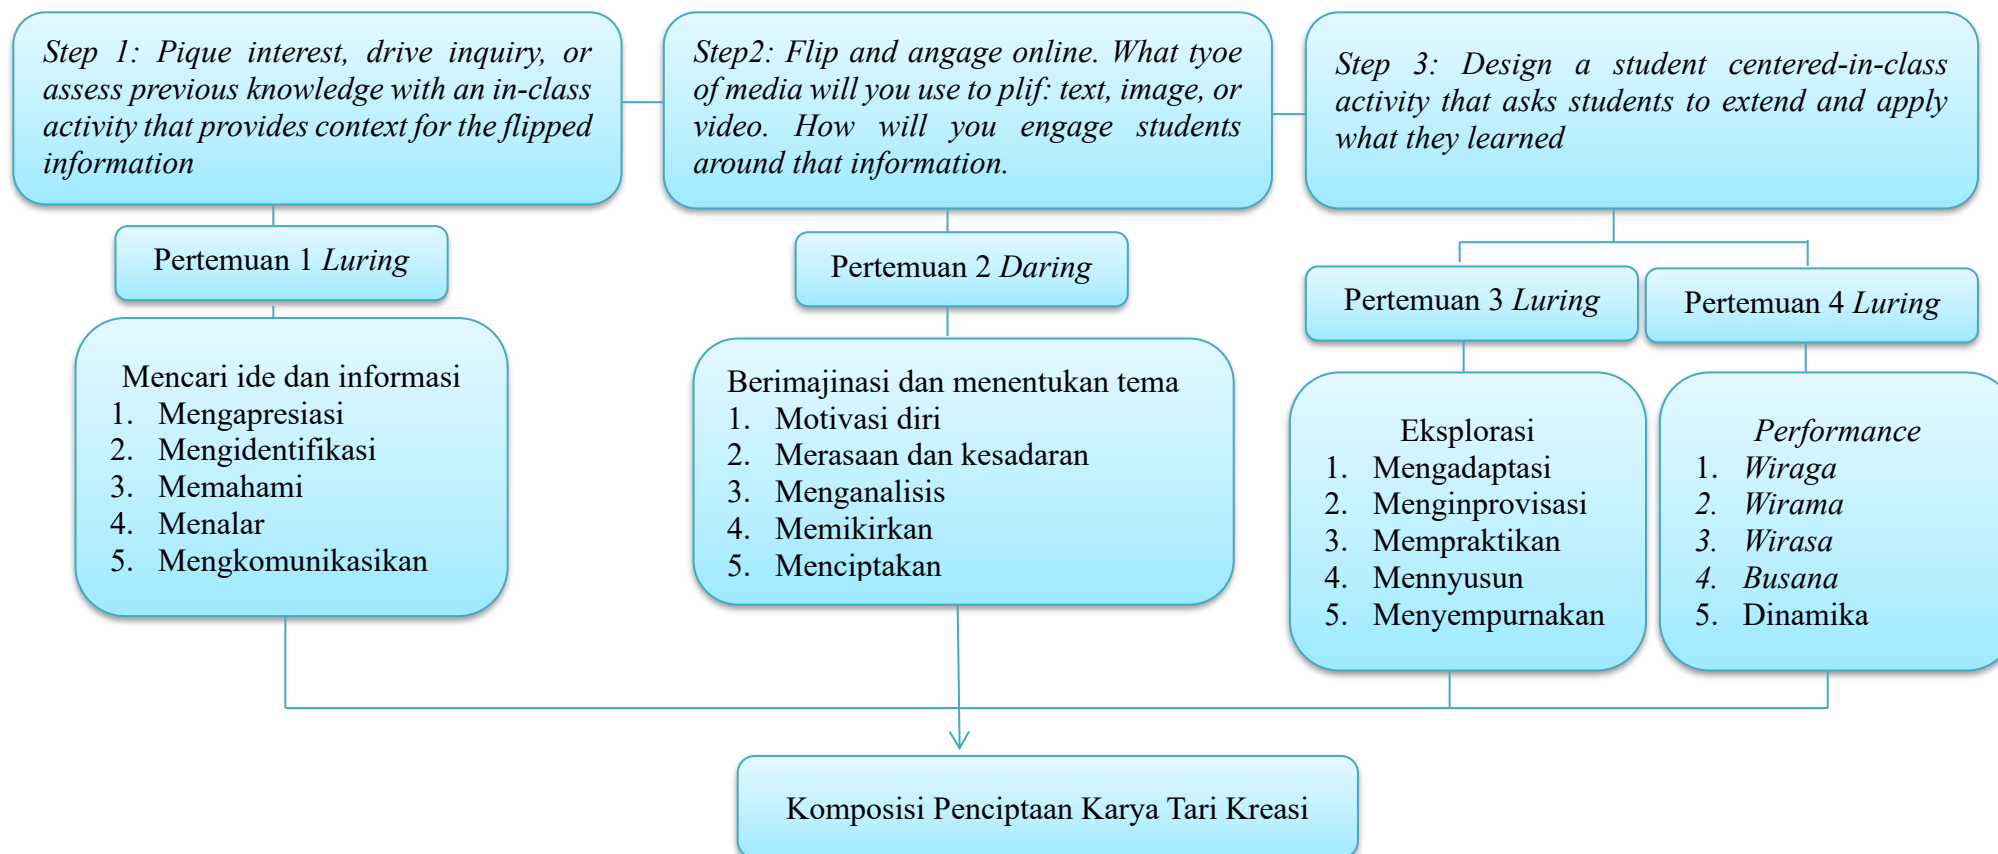 Step 1: Pique interest, drive inquiry, or
assess previous knowledge with an in-class
activity that provides context for the flipped
information
Step2: Flip and angage online. What tyoe
of media will you use to plif: text, image, or
video. How will you engage students
around that information.
Step 3: Design a student centered-in-class
activity that asks students to extend and apply
what they learned
Pertemuan 1 Luring
Pertemuan 2 Daring
Pertemuan 3 Luring
Pertemuan 4 Luring
Mencari ide dan informasi
1. Mengapresiasi
2. Mengidentifikasi
3. Memahami
4. Menalar
5. Mengkomunikasikan
Berimajinasi dan menentukan tema
1. Motivasi diri
2. Merasaan dan kesadaran
3. Menganalisis
4. Memikirkan
5. Menciptakan
Eksplorasi
1. Mengadaptasi
2. Menginprovisasi
3. Mempraktikan
4. Mennyusun
5. Menyempurnakan
Performance
1. Wiraga
2. Wirama
3. Wirasa
4. Busana
5. Dinamika
Komposisi Penciptaan Karya Tari Kreasi